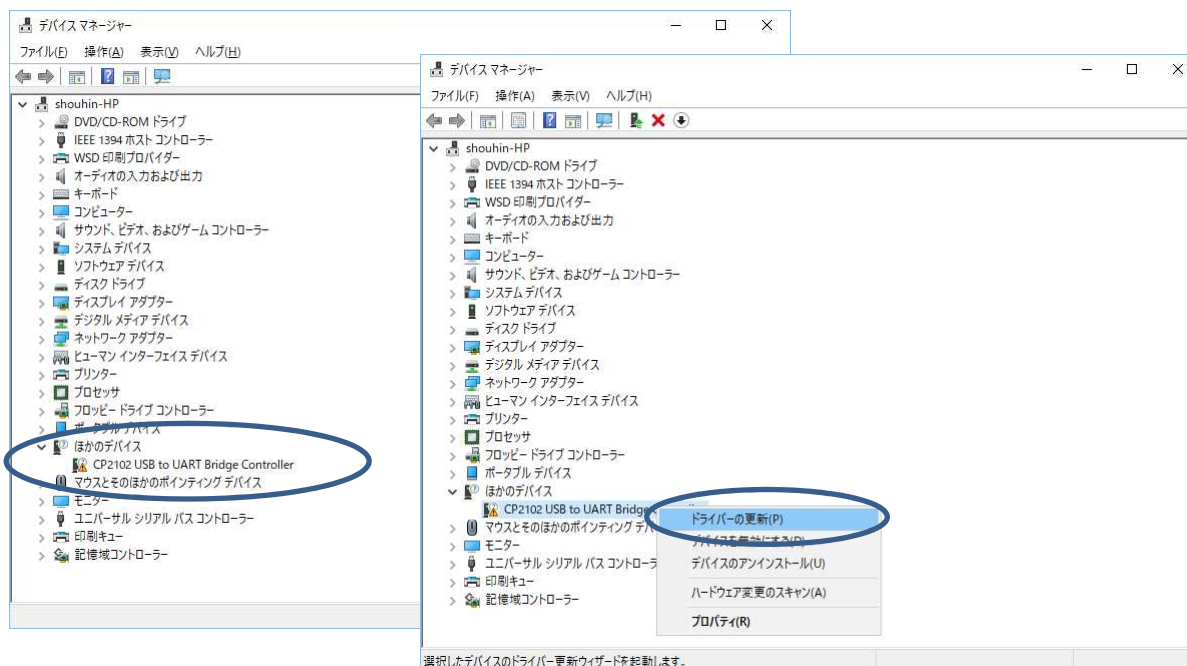 デバイス マネージャー
ファイル(F) 操作(A) 表示(V) ヘルプ(H)
shouhin-HP
DVD/CD-ROM ドライブ
IEEE 1394 ホスト コントローラー
WSD 印刷プロバイダー
オーディオの入力および出力
キーボード
コンピューター
サウンド、ビデオ、およびゲーム コントローラー
システム デバイス
ソフトウェア デバイス
ディスク ドライブ
ディスプレイ アダプター
デジタル メディア デバイス
ネットワーク アダプター
ヒューマン インターフェイス デバイス
プリンター
プロセッサ
フロッピー ドライブ コントローラー
ポータブル デバイス
ほかのデバイス
CP2102 USB to UART Bridge Controller
マウスとそのほかのポインティング デバイス
モニター
ユニバーサル シリアル バス コントローラー
印刷キュー
記憶域コントローラー
デバイス マネージャー
ファイル(F) 操作(A) 表示(V) ヘルプ(H)
shouhin-HP
DVD/CD-ROM ドライブ
IEEE 1394 ホスト コントローラー
WSD 印刷プロバイダー
オーディオの入力および出力
キーボード
コンピューター
サウンド、ビデオ、およびゲーム コントローラー
システム デバイス
ソフトウェア デバイス
ディスク ドライブ
ディスプレイ アダプター
デジタル メディア デバイス
ネットワーク アダプター
ヒューマン インターフェイス デバイス
プリンター
プロセッサ
フロッピー ドライブ コントローラー
ポータブル デバイス
ほかのデバイス
CP2102 USB to UART Bridge
マウスとそのほかのポインティング デバ
モニター
ユニバーサル シリアル バス コントローラ
印刷キュー
記憶域コントローラー
ドライバーの更新(P)
デバイスを無効にする(D)
デバイスのアンインストール(U)
ハードウェア変更のスキャン(A)
プロパティ(R)
選択したデバイスのドライバー更新ウィザードを起動します。